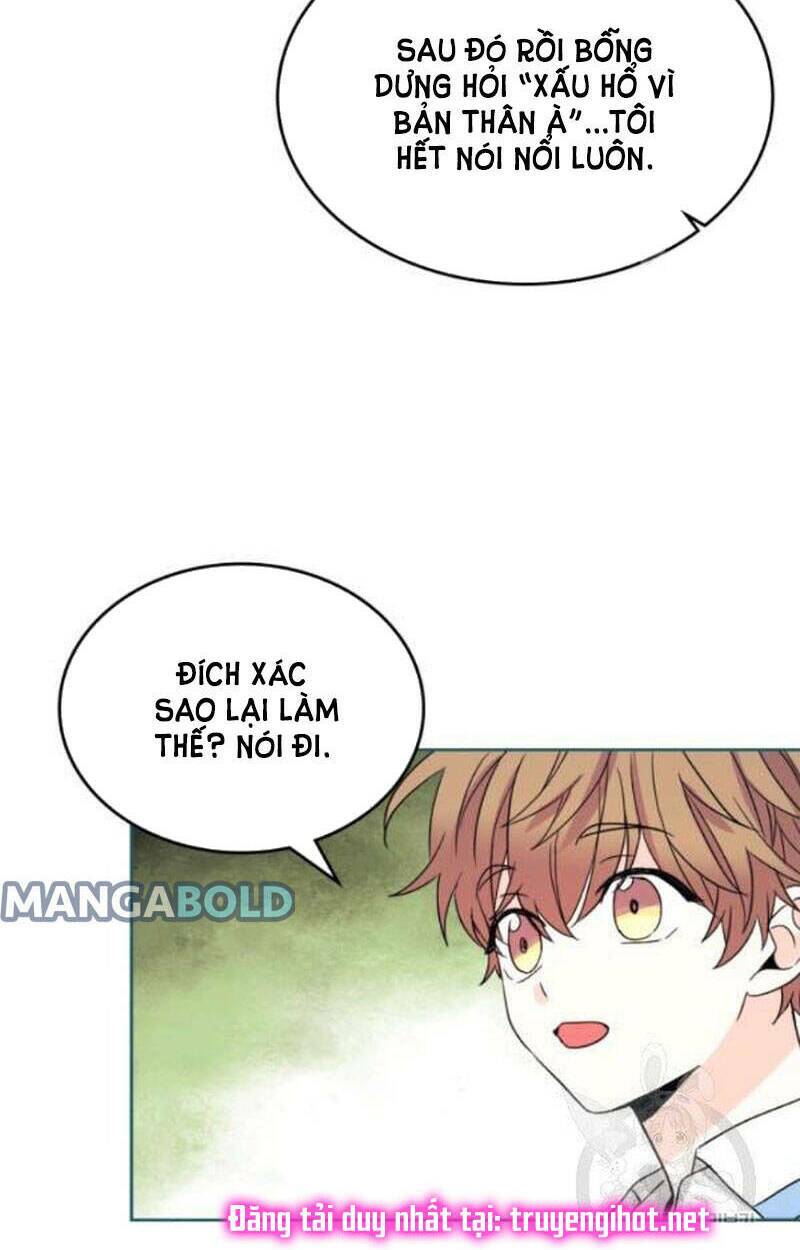 SAU ĐÓ RỒI BỖNG
DƯNG HỎI "XẤU HỔ VÌ
BẢN THÂN À"...TÔI
HẾT NÓI NỔI LUÔN.
ĐÍCH XÁC
SAO LẠI LÀM
THẾ? NÓI ĐI.
MANGABOLD
Đăng tải duy nhất tại: truyengihot.net